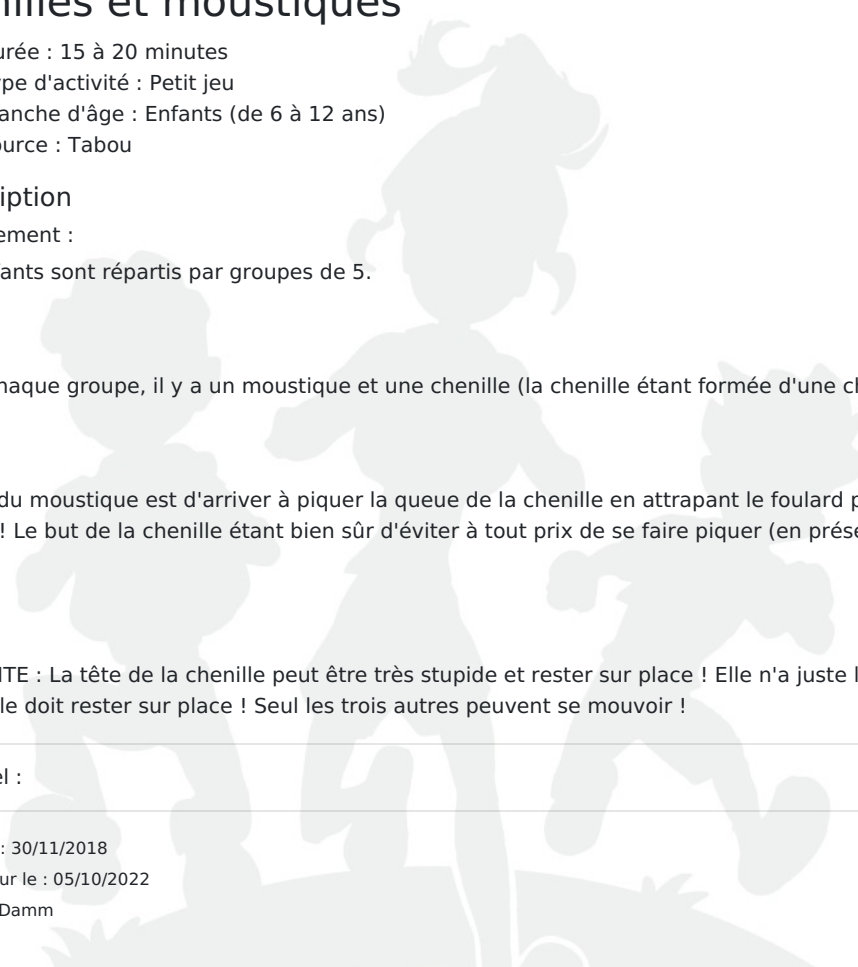 nilles et moustiques
urée : 15 à 20 minutes
pe d'activité : Petit jeu
anche d'âge : Enfants (de 6 à 12 ans)
ource : Tabou
iption
ement :
ants sont répartis par groupes de 5.
haque groupe, il y a un moustique et une chenille (la chenille étant formée d'une ch
du moustique est d'arriver à piquer la queue de la chenille en attrapant le foulard p
! Le but de la chenille étant bien sûr d'éviter à tout prix de se faire piquer (en prése
ITE : La tête de la chenille peut être très stupide et rester sur place ! Elle n'a juste l
le doit rester sur place ! Seul les trois autres peuvent se mouvoir !
el :
: 30/11/2018
ur le : 05/10/2022
Damm